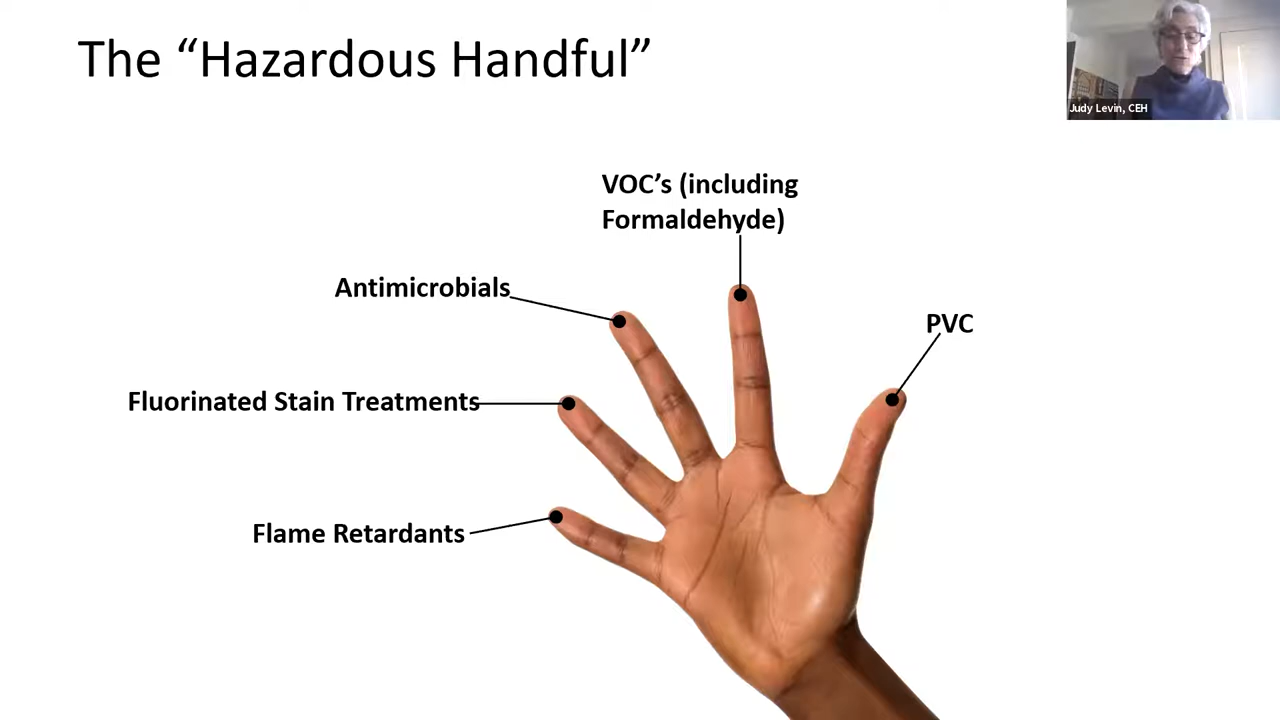 The “Hazardous Handful”
Judy Levin, CEH
VOC’s (including
Formaldehyde)
Antimicrobials
PVC
Fluorinated Stain Treatments
Flame Retardants